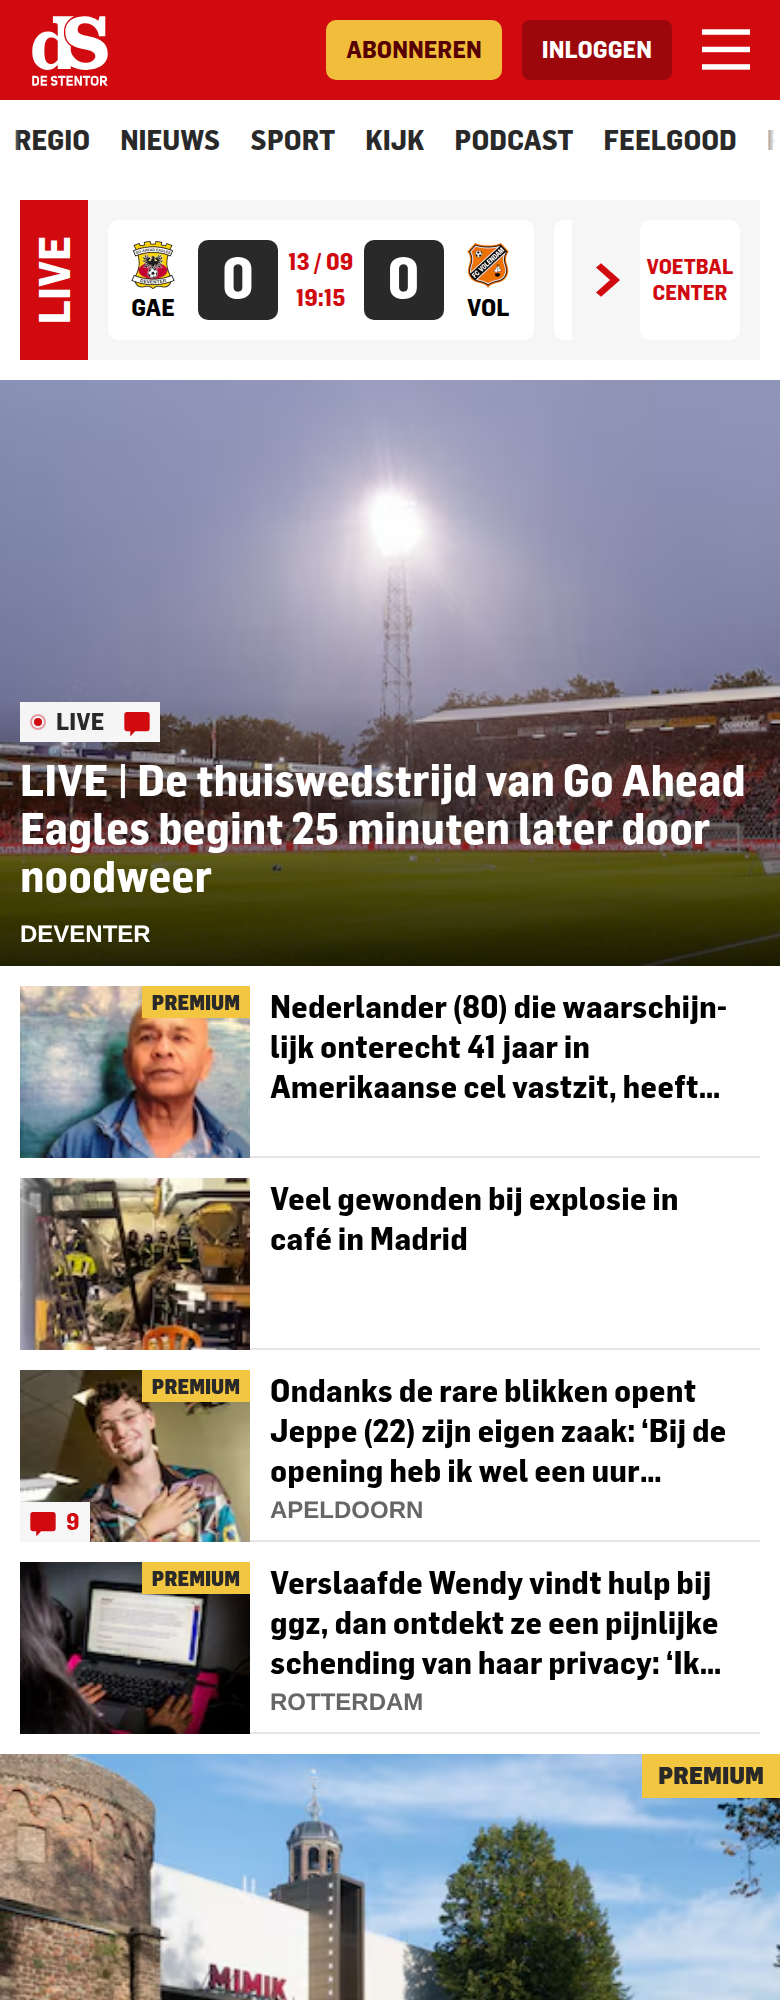 dS
DE STENTOR
ABONNEREN
INLOGGEN
REGIO NIEUWS SPORT KIJK PODCAST FEELGOOD
LIVE
GAE
0
13 / 09
19:15
0
VOL
VOETBAL
CENTER
LIVE
LIVE | De thuiswedstrijd van Go Ahead
Eagles begint 25 minuten later door
noodweer
DEVENTER
PREMIUM
Nederlander (80) die waarschijn-
lijk onterecht 41 jaar in
Amerikaanse cel vastzit, heeft...
Veel gewonden bij explosie in
café in Madrid
PREMIUM
9
Ondanks de rare blikken opent
Jeppe (22) zijn eigen zaak: ‘Bij de
opening heb ik wel een uur...
APELDOORN
PREMIUM
Verslaafde Wendy vindt hulp bij
ggz, dan ontdekt ze een pijnlijke
schending van haar privacy: ‘Ik...
ROTTERDAM
PREMIUM
MIMIK